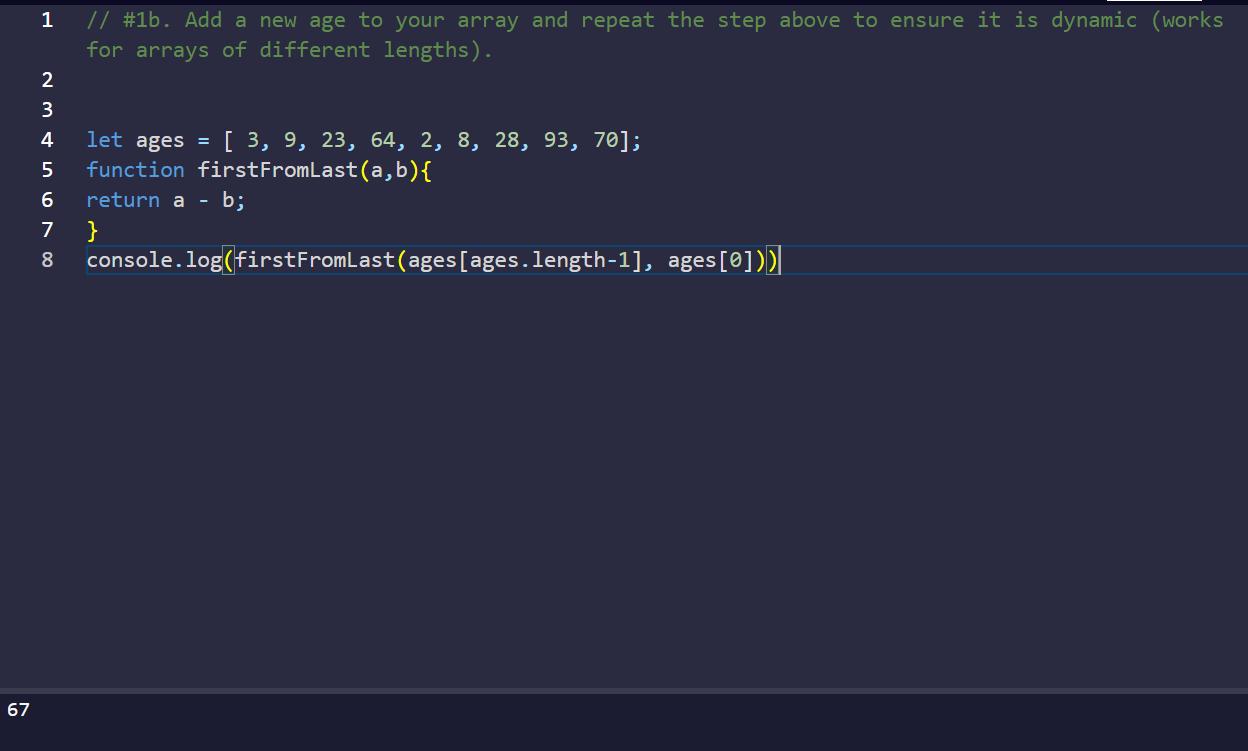 1 // #1b. Add a new age to your array and repeat the step above to ensure it is dynamic (works
for arrays of different lengths).
2
3
4 let ages = [ 3, 9, 23, 64, 2, 8, 28, 93, 70];
5 function firstFromLast(a,b){
6 return a - b;
7 }
8 console.log(firstFromLast(ages[ages.length-1], ages[0]))
67